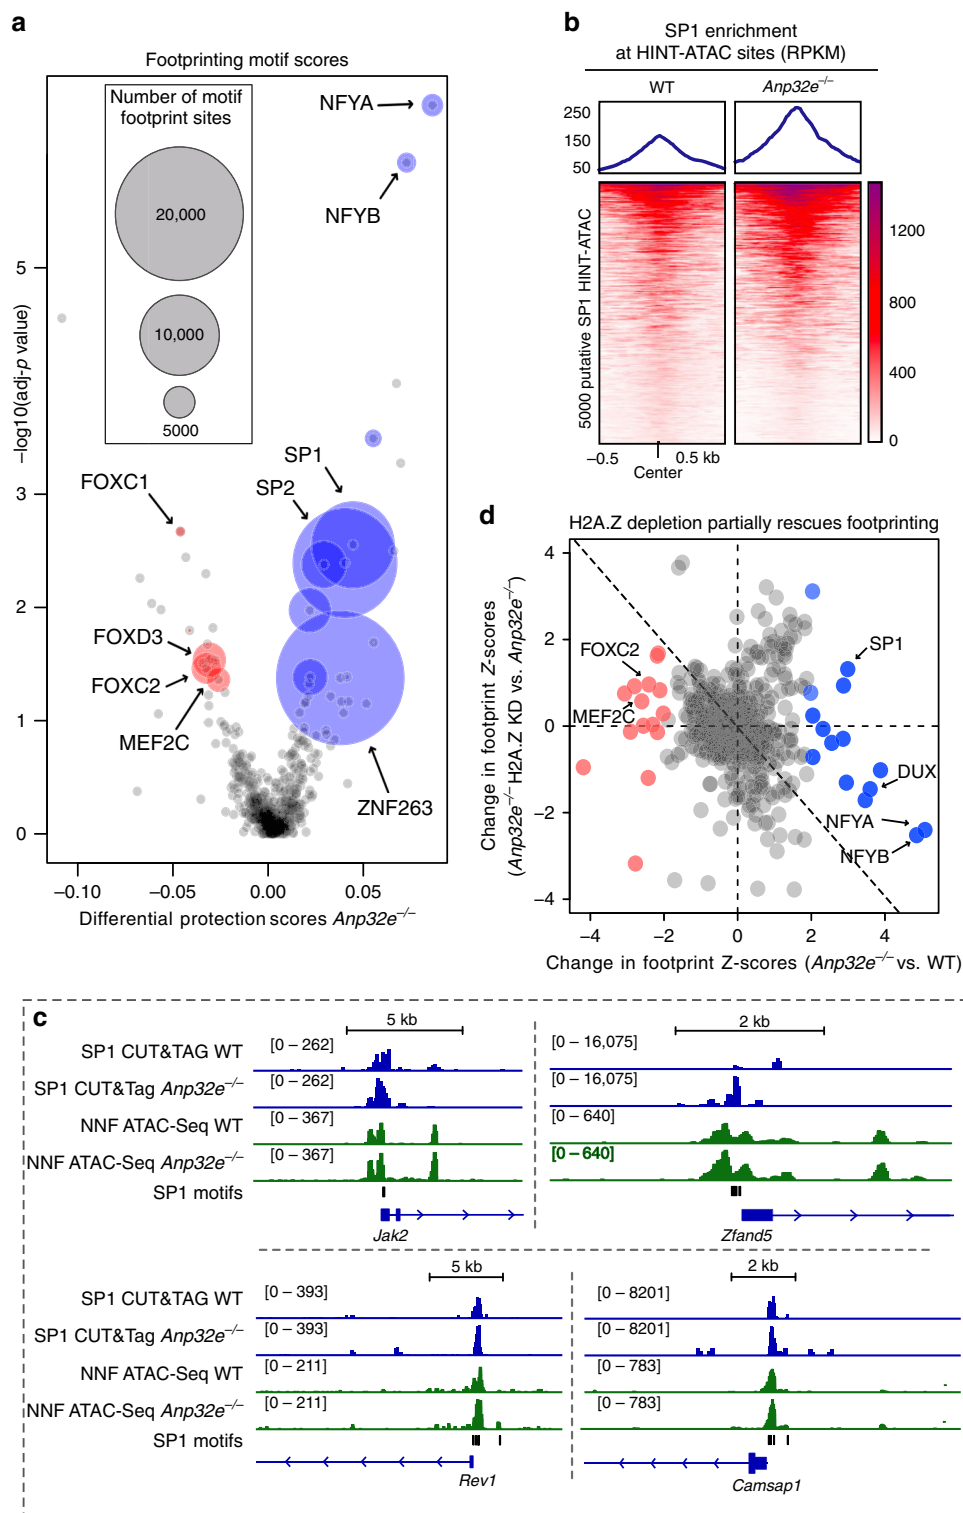 a
Footprinting motif scores
Number of motif
footprint sites
20,000
10,000
5000
NFYA
NFYB
SP1
SP2
FOXC1
FOXD3
FOXC2
MEF2C
ZNF263
−log10(adj-p value)
5
3
2
1
0
−0.10
−0.05
0.00
0.05
Differential protection scores Anp32e−/−
b
SP1 enrichment
at HINT-ATAC sites (RPKM)
WT
Anp32e−/−
250
150
50
5000 putative SP1 HINT-ATAC
−0.5
0.5 kb
Center
1200
800
400
0
d
H2A.Z depletion partially rescues footprinting
Change in footprint Z-scores
(Anp32e−/− H2A.Z KD vs. Anp32e−/−)
4
2
0
−2
−4
FOXC2
MEF2C
SP1
DUX
NFYA
NFYB
−4
−2
0
2
4
Change in footprint Z-scores (Anp32e−/− vs. WT)
c
5 kb
2 kb
SP1 CUT&TAG WT
[0 – 262]
[0 – 16,075]
SP1 CUT&Tag Anp32e−/−
[0 – 262]
[0 – 16,075]
NNF ATAC-Seq WT
[0 – 367]
[0 – 640]
NNF ATAC-Seq Anp32e−/−
[0 – 367]
[0 – 640]
SP1 motifs
Jak2
Zfand5
5 kb
2 kb
SP1 CUT&TAG WT
[0 – 393]
[0 – 8201]
SP1 CUT&Tag Anp32e−/−
[0 – 393]
[0 – 8201]
NNF ATAC-Seq WT
[0 – 211]
[0 – 783]
NNF ATAC-Seq Anp32e−/−
[0 – 211]
[0 – 783]
SP1 motifs
Rev1
Camsap1